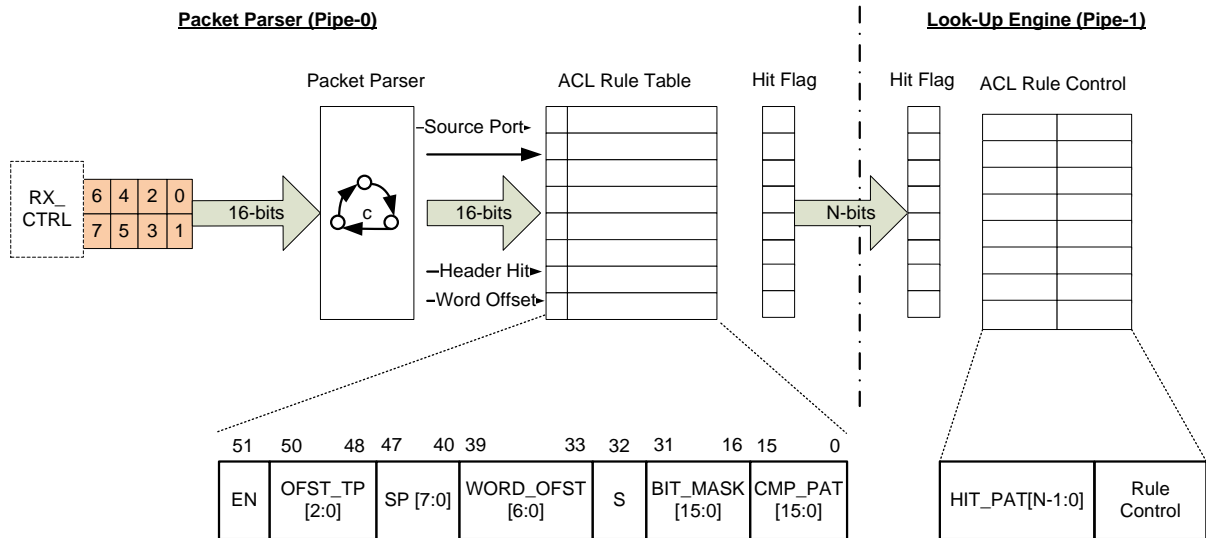 Packet Parser (Pipe-0)
Look-Up Engine (Pipe-1)
Packet Parser
ACL Rule Table
Hit Flag
Hit Flag
ACL Rule Control
Source Port
RX_
CTRL
6 4 2 0
7 5 3 1
16-bits
c
16-bits
N-bits
Header Hit
Word Offset
51 50 48 47 40 39 33 32 31 16 15 0
EN
OFST_TP
[2:0]
SP [7:0]
WORD_OFST
[6:0]
S
BIT_MASK
[15:0]
CMP_PAT
[15:0]
HIT_PAT[N-1:0]
Rule
Control